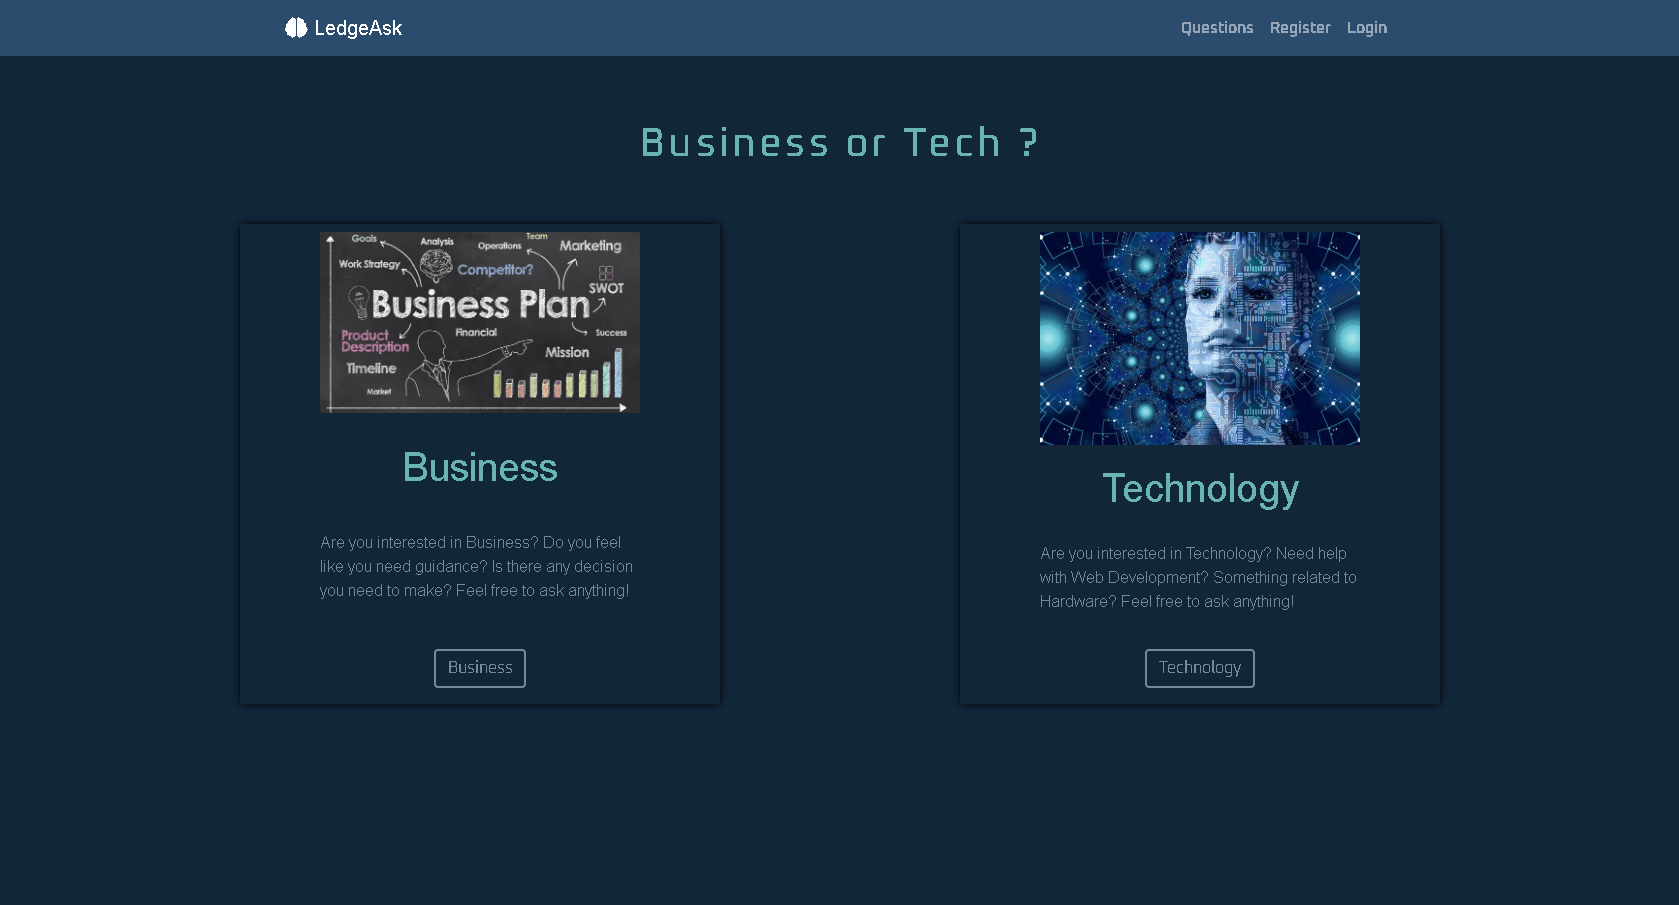 LedgeAsk
Questions Register Login
Business or Tech ?
Goals
Analysis
Operations
Team
Marketing
Work Strategy
Competitor?
SWOT
Business Plan
Product
Description
Financial
Success
Mission
Timeline
Market
Business
Are you interested in Business? Do you feel
like you need guidance? Is there any decision
you need to make? Feel free to ask anything!
Business
Technology
Are you interested in Technology? Need help
with Web Development? Something related to
Hardware? Feel free to ask anything!
Technology